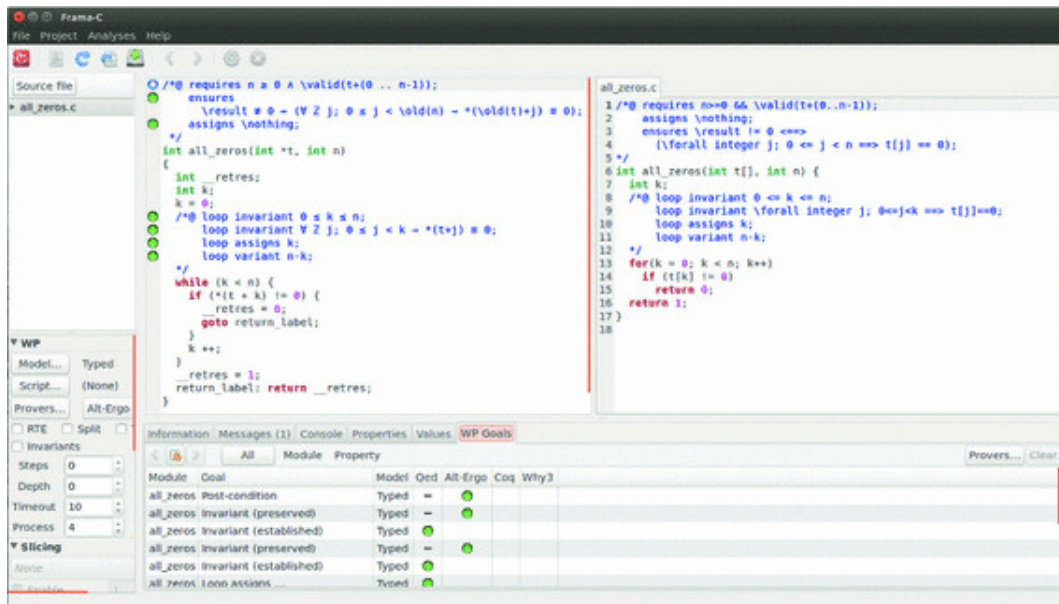 Frama-C
File Project Analyses Help
Source file
all_zeros.c
/*@ requires n ≥ 0 ∧ \valid(t+(0 .. n-1));
ensures
\result ≢ 0 ⇔ (∀ ℤ j; 0 ≤ j < \old(n) ⇒ *(\old(t)+j) ≡ 0);
assigns \nothing;
*/
int all_zeros(int *t, int n)
{
int __retres;
int k;
k = 0;
/*@ loop invariant 0 ≤ k ≤ n;
loop invariant ∀ ℤ j; 0 ≤ j < k ⇒ *(t+j) ≡ 0;
loop assigns k;
loop variant n-k;
*/
while (k < n) {
if (*(t + k) != 0) {
__retres = 0;
goto return_label;
}
k ++;
}
__retres = 1;
return_label: return __retres;
}
all_zeros.c
1 /*@ requires n>=0 && \valid(t+(0..n-1));
2 assigns \nothing;
3 ensures \result != 0 <==>
4 (\forall integer j; 0 <= j < n ==> t[j] == 0);
5 */
6 int all_zeros(int t[], int n) {
7 int k;
8 /*@ loop invariant 0 <= k <= n;
9 loop invariant \forall integer j; 0<=j<k ==> t[j]==0;
10 loop assigns k;
11 loop variant n-k;
12 */
13 for(k = 0; k < n; k++)
14 if (t[k] != 0)
15 return 0;
16 return 1;
17 }
18
WP
Model... Typed
Script... (None)
Provers... Alt-Ergo
RTE Split
Invariants
Steps 0
Depth 0
Timeout 10
Process 4
Slicing
None
Enable
Information Messages (1) Console Properties Values WP Goals
All Module Property Provers... Clear
Module Goal Model Qed Alt-Ergo Coq Why3
all_zeros Post-condition Typed –
all_zeros Invariant (preserved) Typed –
all_zeros Invariant (established) Typed
all_zeros Invariant (preserved) Typed –
all_zeros Invariant (established) Typed
all_zeros Loop assigns ... Typed